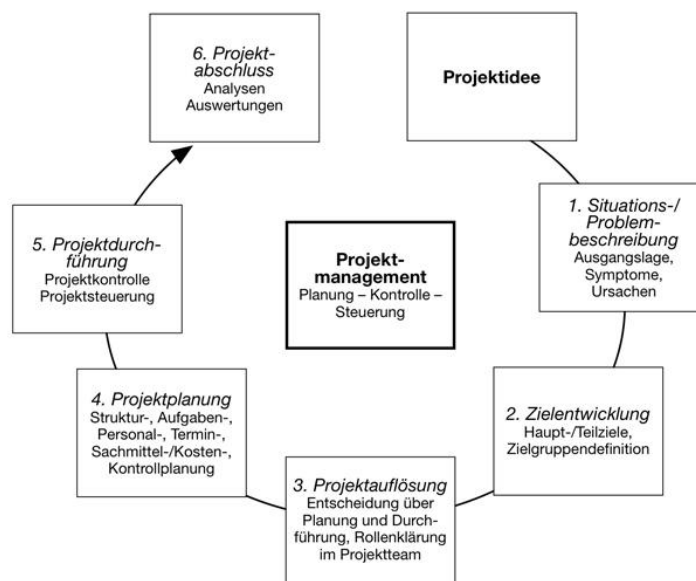 Projektidee
1. Situations-/
Problem-
beschreibung
Ausgangslage,
Symptome,
Ursachen
2. Zielentwicklung
Haupt-/Teilziele,
Zielgruppendefinition
3. Projektauflösung
Entscheidung über
Planung und Durch-
führung, Rollenklärung
im Projektteam
4. Projektplanung
Struktur-, Aufgaben-,
Personal-, Termin-,
Sachmittel-/Kosten-,
Kontrollplanung
5. Projektdurch-
führung
Projektkontrolle
Projektsteuerung
6. Projekt-
abschluss
Analysen
Auswertungen
Projekt-
management
Planung – Kontrolle –
Steuerung